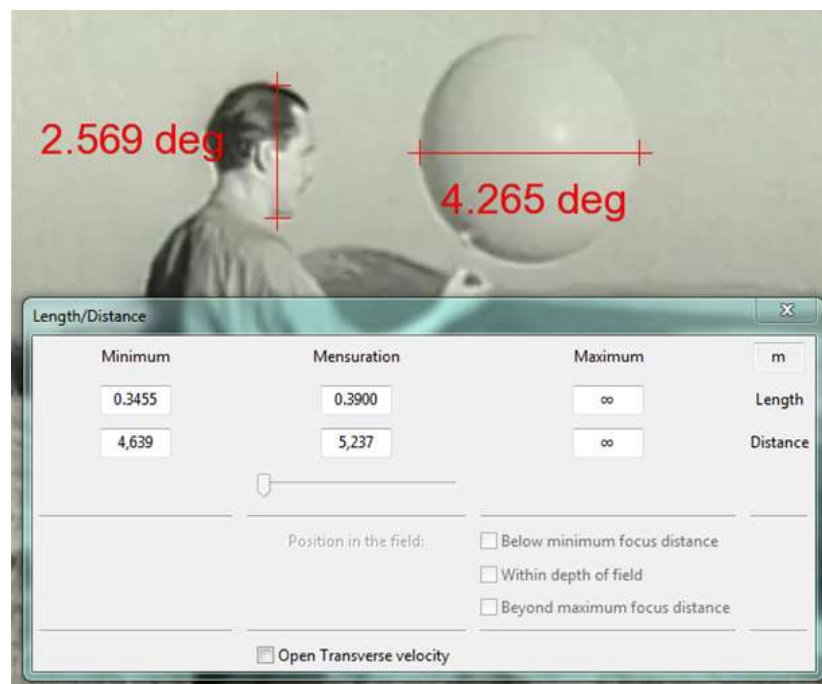 2.569 deg
4.265 deg
Length/Distance
Minimum Mensuration Maximum m
0.3455 0.3900 ∞ Length
4,639 5,237 ∞ Distance
Position in the field: Below minimum focus distance
Within depth of field
Beyond maximum focus distance
Open Transverse velocity